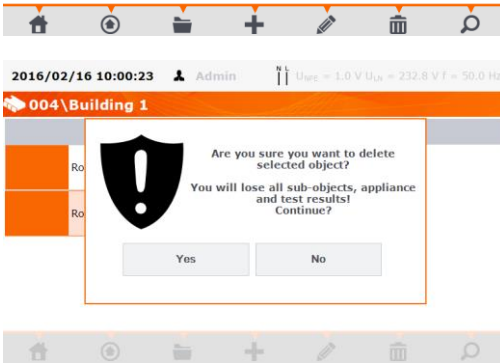 2016/02/16 10:00:23 Admin N L U N-PE = 1.0 V U LN = 232.8 V f = 50.0 Hz
004\Building 1
Are you sure you want to delete
selected object?
Ro
You will lose all sub-objects, appliance
and test results!
Continue?
Ro
Yes No